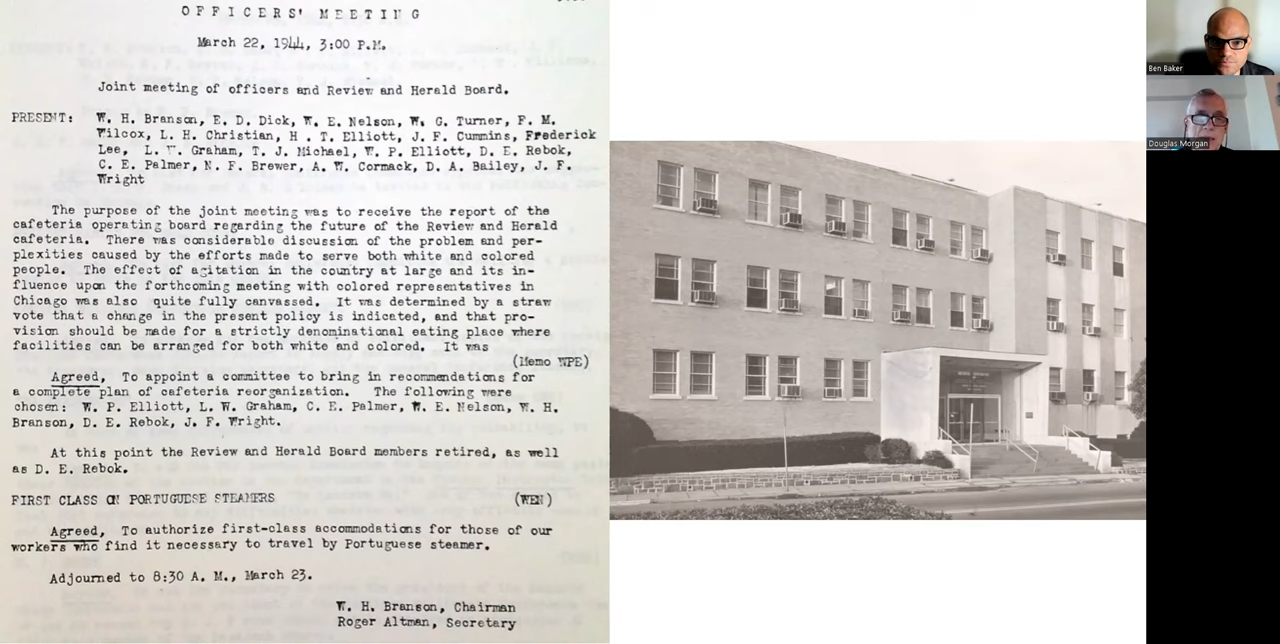 OFFICERS' MEETING
March 22, 1944, 3:00 P.M.
Joint meeting of officers and Review and Herald Board.
PRESENT: W. H. Branson, E. D. Dick, W. E. Nelson, W. G. Turner, F. M.
Wilcox, L. H. Christian, H. T. Elliott, J. F. Cummins, Frederick
Lee, L. W. Graham, T. J. Michael, W. P. Elliott, D. E. Rebok,
C. E. Palmer, N. F. Brewer, A. W. Cormack, D. A. Bailey, J. F.
Wright
The purpose of the joint meeting was to receive the report of the
cafeteria operating board regarding the future of the Review and Herald
cafeteria. There was considerable discussion of the problem and per-
plexities caused by the efforts made to serve both white and colored
people. The effect of agitation in the country at large and its in-
fluence upon the forthcoming meeting with colored representatives in
Chicago was also quite fully canvassed. It was determined by a straw
vote that a change in the present policy is indicated, and that pro-
vision should be made for a strictly denominational eating place where
facilities can be arranged for both white and colored. It was
(Memo WPE)
Agreed, To appoint a committee to bring in recommendations for
a complete plan of cafeteria reorganization. The following were
chosen: W. P. Elliott, L. W. Graham, C. E. Palmer, W. E. Nelson, W. H.
Branson, D. E. Rebok, J. F. Wright.
At this point the Review and Herald Board members retired, as well
as D. E. Rebok.
FIRST CLASS ON PORTUGUESE STEAMERS (WEN)
Agreed, To authorize first-class accommodations for those of our
workers who find it necessary to travel by Portuguese steamer.
Adjourned to 8:30 A. M., March 23.
W. H. Branson, Chairman
Roger Altman, Secretary
Ben Baker
Douglas Morgan